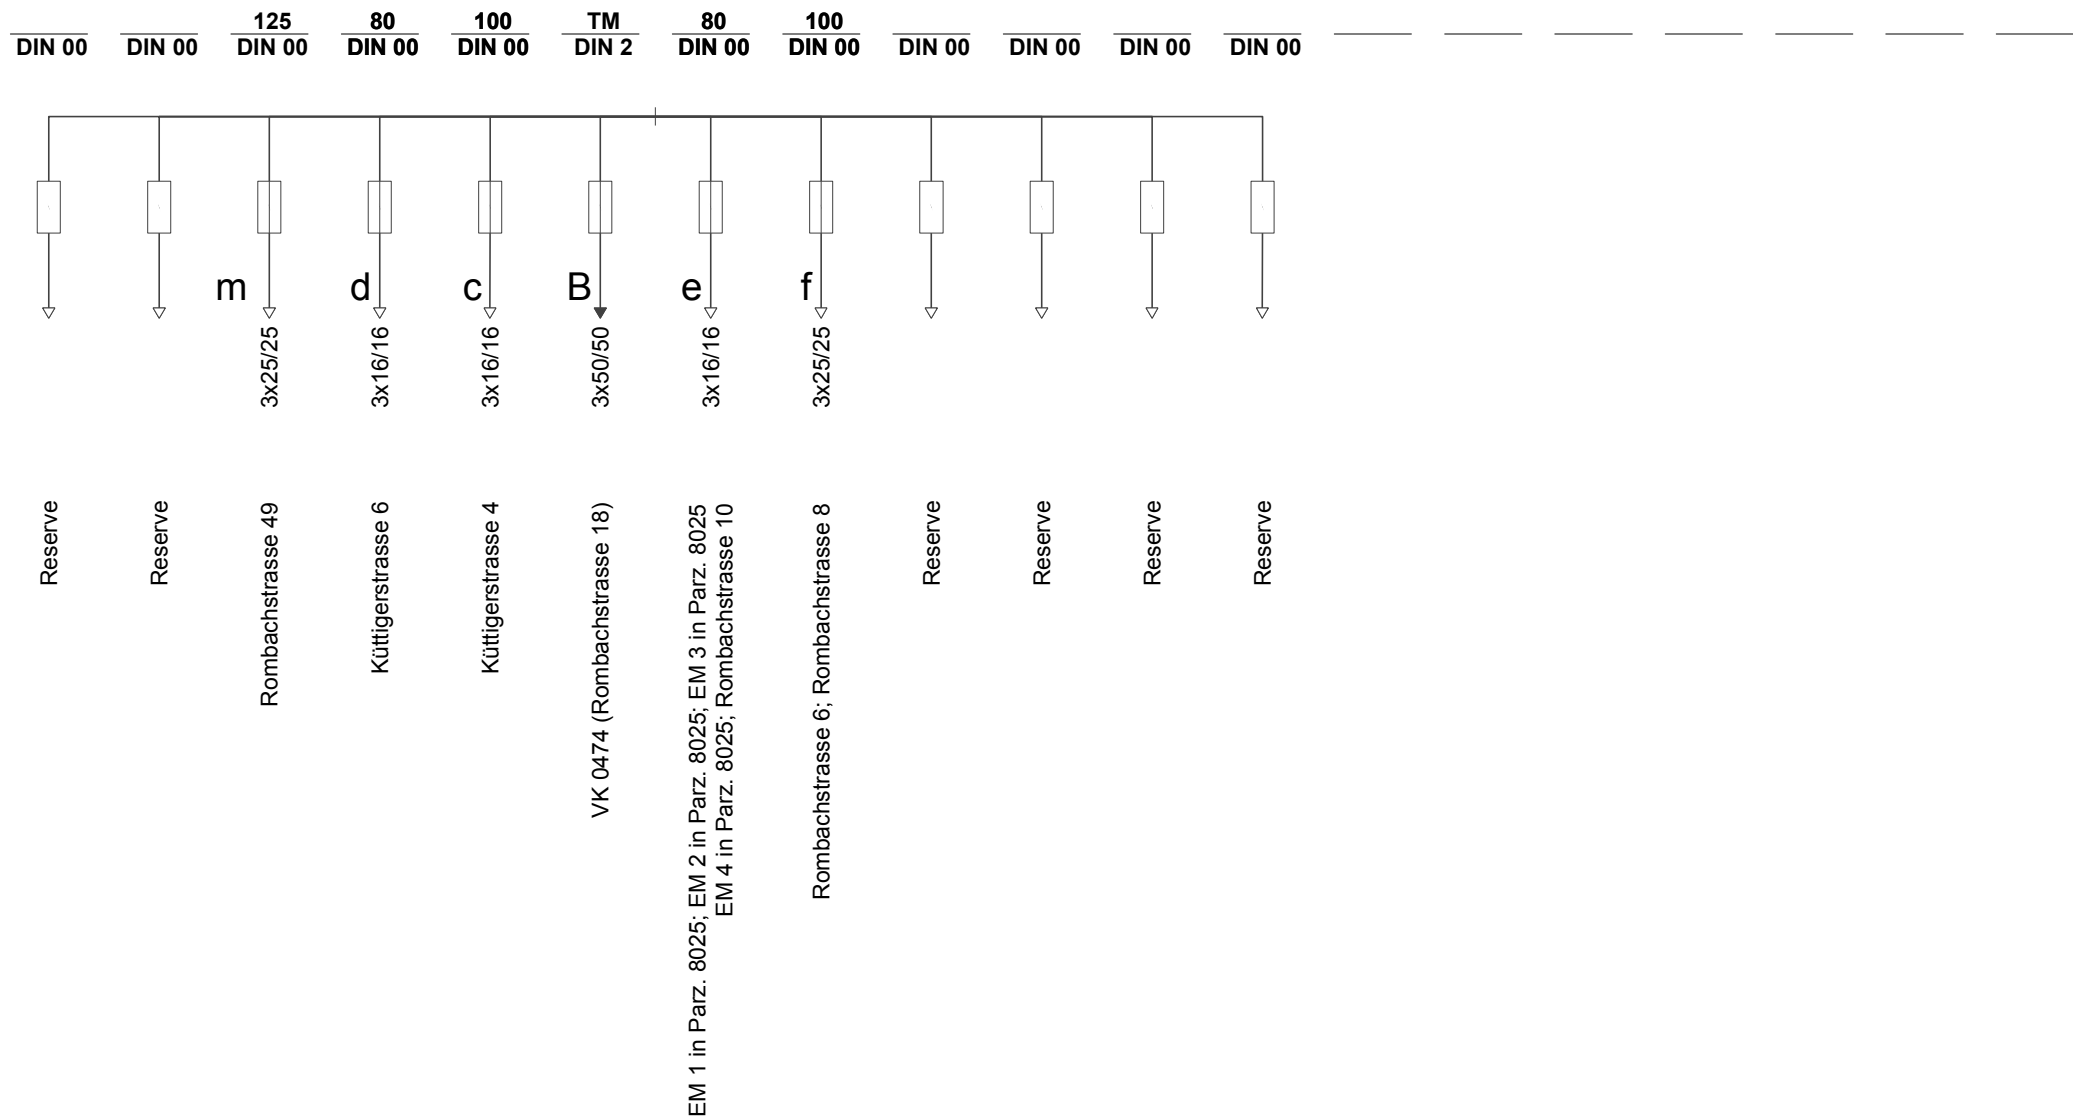 125 80 100 TM 80 100
DIN 00 DIN 00 DIN 00 DIN 00 DIN 00 DIN 2 DIN 00 DIN 00 DIN 00 DIN 00 DIN 00 DIN 00
m d c B e f
3x25/25
3x16/16
3x16/16
3x50/50
3x16/16
3x25/25
Reserve
Reserve
Rombachstrasse 49
Küttigerstrasse 6
Küttigerstrasse 4
VK 0474 (Rombachstrasse 18)
EM 1 in Parz. 8025; EM 2 in Parz. 8025; EM 3 in Parz. 8025
EM 4 in Parz. 8025; Rombachstrasse 10
Rombachstrasse 6; Rombachstrasse 8
Reserve
Reserve
Reserve
Reserve